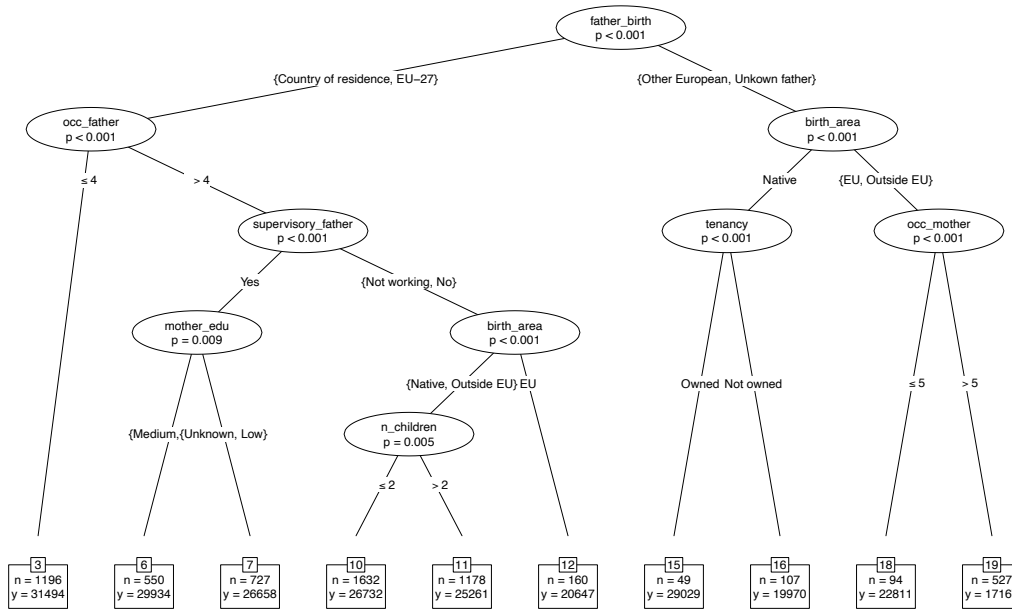 father_birth
p < 0.001
{Country of residence, EU−27}
{Other European, Unkown father}
occ_father
p < 0.001
birth_area
p < 0.001
≤ 4
> 4
Native
{EU, Outside EU}
supervisory_father
p < 0.001
tenancy
p < 0.001
occ_mother
p < 0.001
Yes
{Not working, No}
mother_edu
p = 0.009
birth_area
p < 0.001
{Native, Outside EU}
EU
Owned
Not owned
≤ 5
> 5
n_children
p = 0.005
{Medium,
{Unknown, Low}
≤ 2
> 2
3
n = 1196
y = 31494
6
n = 550
y = 29934
7
n = 727
y = 26658
10
n = 1632
y = 26732
11
n = 1178
y = 25261
12
n = 160
y = 20647
15
n = 49
y = 29029
16
n = 107
y = 19970
18
n = 94
y = 22811
19
n = 527
y = 1716